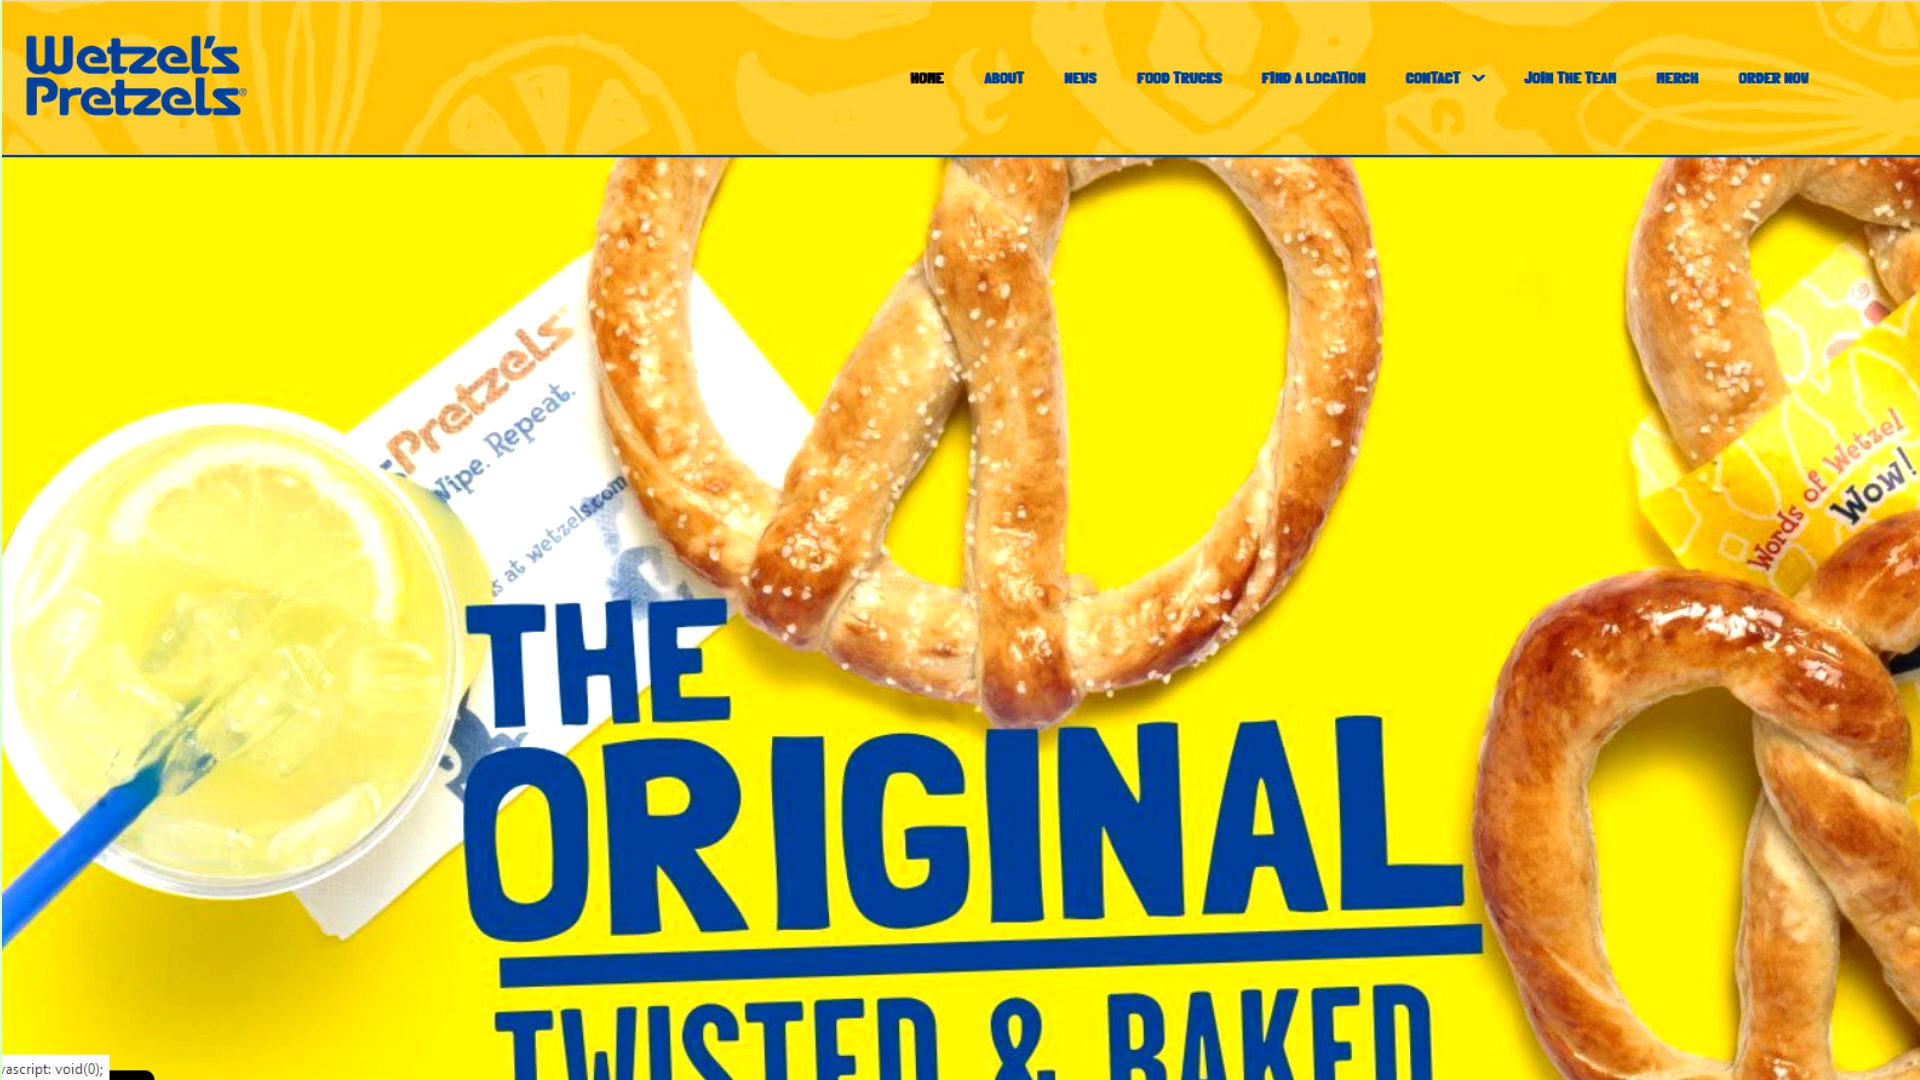 Wetzel's
Pretzels®
HOME ABOUT NEWS FOOD TRUCKS FIND A LOCATION CONTACT JOIN THE TEAM MERCH ORDER NOW
Pretzels
Wipe. Repeat.
at wetzels.com
Words of Wetzel
Wow!
THE
ORIGINAL
TWISTED & BAKED
vascript: void(0);